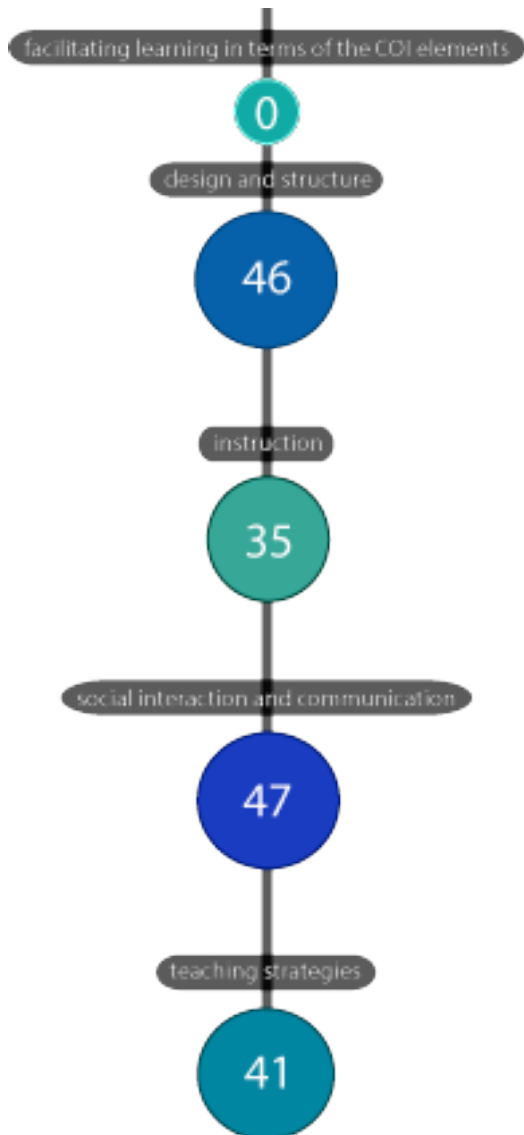 facilitating learning in terms of the COI elements
0
design and structure
46
instruction
35
social interaction and communication
47
teaching strategies
41